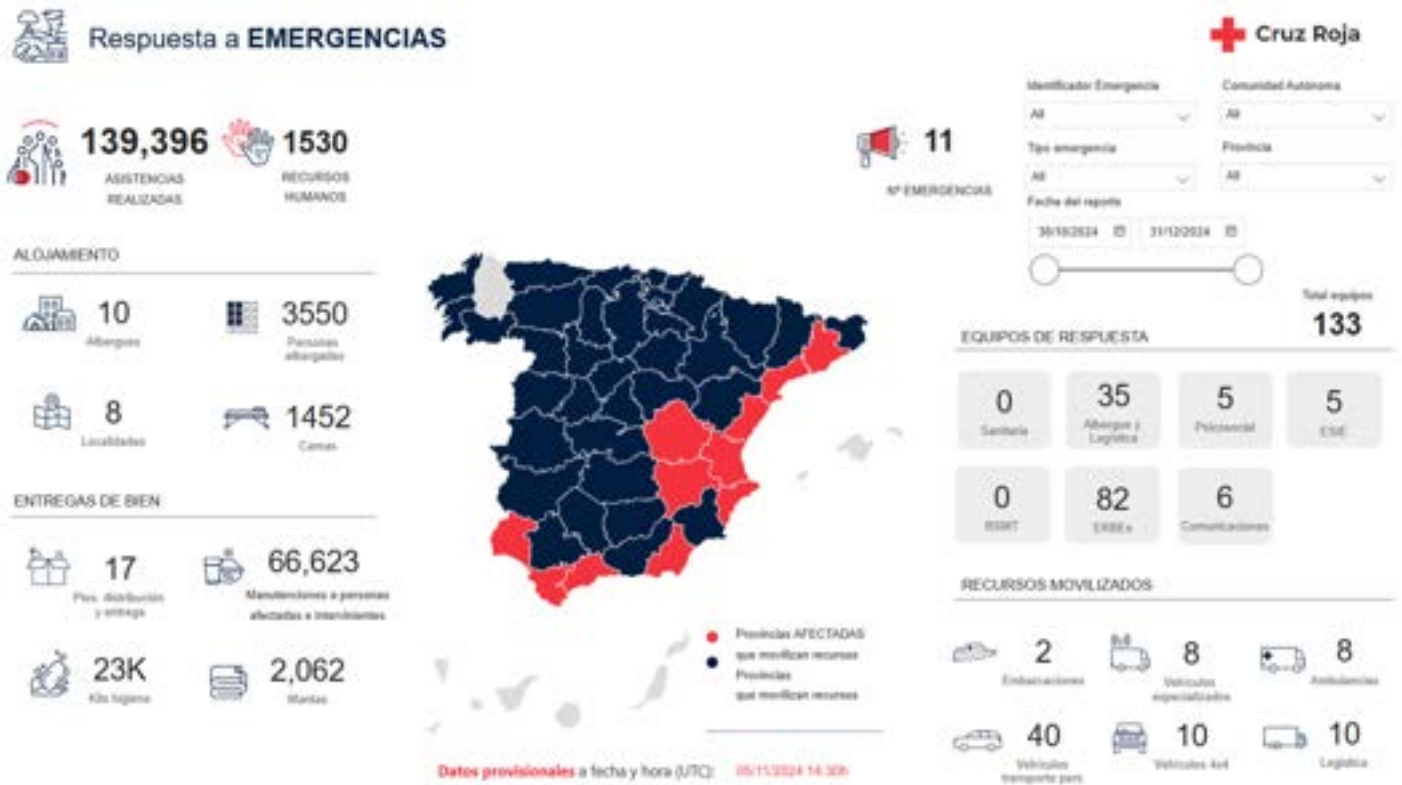 Respuesta a EMERGENCIAS
Cruz Roja
Identificador Emergencia
Comunidad Autónoma
All
All
Tipo emergencia
Provincia
All
All
Fecha del reporte
30/10/2024
31/12/2024
139,396
ASISTENCIAS
REALIZADAS
1530
RECURSOS
HUMANOS
11
Nº EMERGENCIAS
ALOJAMIENTO
10
Albergues
3550
Personas
albergadas
8
Localidades
1452
Camas
ENTREGAS DE BIEN
17
Ptos. distribución
y entrega
66,623
Manutenciones a personas
afectadas e intervinientes
23K
Kits higiene
2,062
Mantas
Provincias AFECTADAS
que movilizan recursos
Provincias
que movilizan recursos
Datos provisionales a fecha y hora (UTC): 05/11/2024 14:30h
Total equipos
133
EQUIPOS DE RESPUESTA
0
Sanitaria
35
Albergue y
Logística
5
Psicosocial
5
ESIE
0
82
ERBEs
6
Comunicaciones
RECURSOS MOVILIZADOS
2
Embarcaciones
8
Vehículos
especializados
8
Ambulancias
40
Vehículos
transporte pers.
10
Vehículos 4x4
10
Logística